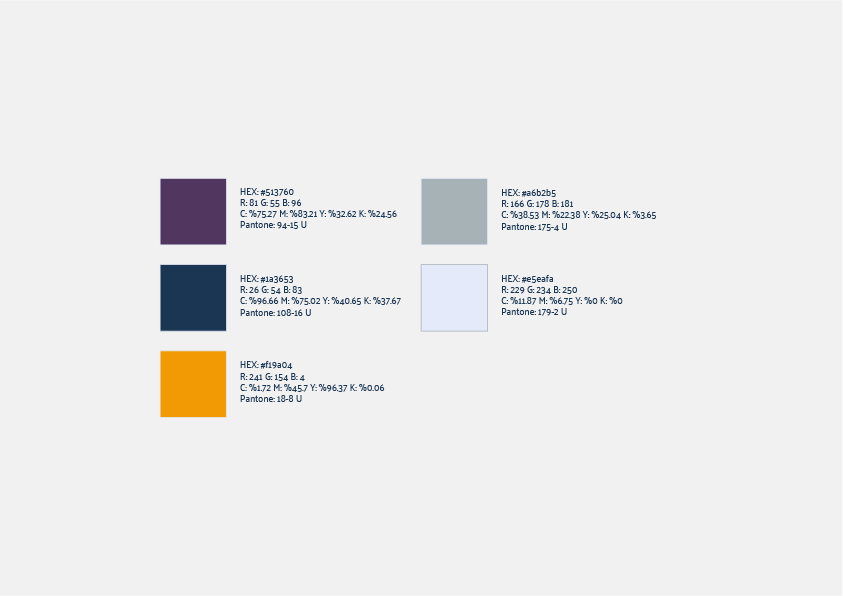 HEX: #513760
R: 81 G: 55 B: 96
C: %75.27 M: %83.21 Y: %32.62 K: %24.56
Pantone: 94-15 U
HEX: #1a3653
R: 26 G: 54 B: 83
C: %96.66 M: %75.02 Y: %40.65 K: %37.67
Pantone: 108-16 U
HEX: #f19a04
R: 241 G: 154 B: 4
C: %1.72 M: %45.7 Y: %96.37 K: %0.06
Pantone: 18-8 U
HEX: #a6b2b5
R: 166 G: 178 B: 181
C: %38.53 M: %22.38 Y: %25.04 K: %3.65
Pantone: 175-4 U
HEX: #e5eafa
R: 229 G: 234 B: 250
C: %11.87 M: %6.75 Y: %0 K: %0
Pantone: 179-2 U